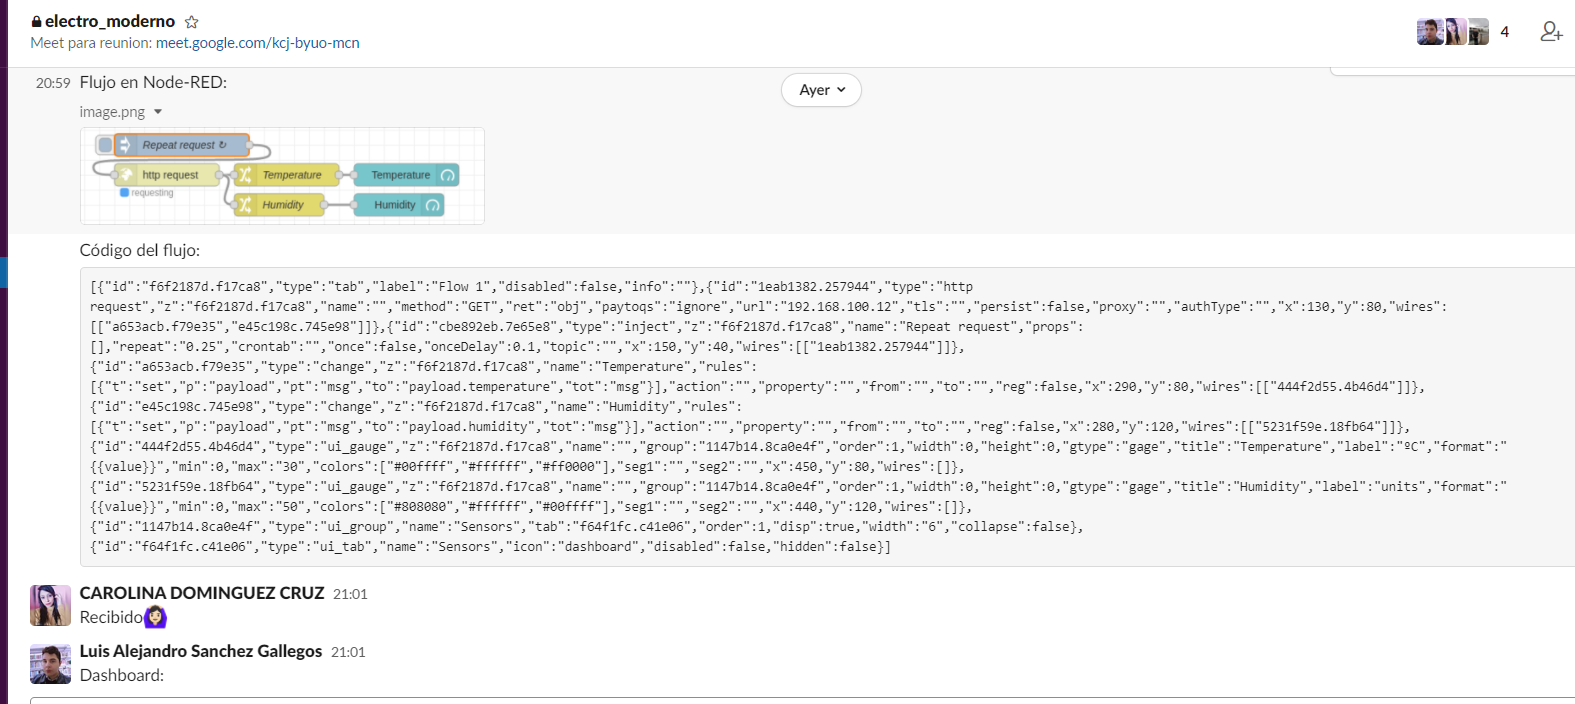 electro_moderno
Meet para reunion: meet.google.com/kcj-byuo-mcn
4
Ayer
20:59 Flujo en Node-RED:
image.png
Repeat request ↻
http request
Temperature
Temperature
requesting
Humidity
Humidity
Código del flujo:
[{"id":"f6f2187d.f17ca8","type":"tab","label":"Flow 1","disabled":false,"info":""},{"id":"1eab1382.257944","type":"http
request","z":"f6f2187d.f17ca8","name":"","method":"GET","ret":"obj","paytoqs":"ignore","url":"192.168.100.12","tls":"","persist":false,"proxy":"","authType":"","x":130,"y":80,"wires":
[["a653acb.f79e35","e45c198c.745e98"]]},{"id":"cbe892eb.7e65e8","type":"inject","z":"f6f2187d.f17ca8","name":"Repeat request","props":
[],"repeat":"0.25","crontab":"","once":false,"onceDelay":0.1,"topic":"","x":150,"y":40,"wires":[["1eab1382.257944"]]},
{"id":"a653acb.f79e35","type":"change","z":"f6f2187d.f17ca8","name":"Temperature","rules":
[{"t":"set","p":"payload","pt":"msg","to":"payload.temperature","tot":"msg"}],"action":"","property":"","from":"","to":"","reg":false,"x":290,"y":80,"wires":[["444f2d55.4b46d4"]]},
{"id":"e45c198c.745e98","type":"change","z":"f6f2187d.f17ca8","name":"Humidity","rules":
[{"t":"set","p":"payload","pt":"msg","to":"payload.humidity","tot":"msg"}],"action":"","property":"","from":"","to":"","reg":false,"x":280,"y":120,"wires":[["5231f59e.18fb64"]]},
{"id":"444f2d55.4b46d4","type":"ui_gauge","z":"f6f2187d.f17ca8","name":"","group":"1147b14.8ca0e4f","order":1,"width":0,"height":0,"gtype":"gage","title":"Temperature","label":"ºC","format":"
{{value}}","min":0,"max":"30","colors":["#00ffff","#ffffff","#ff0000"],"seg1":"","seg2":"","x":450,"y":80,"wires":[]},
{"id":"5231f59e.18fb64","type":"ui_gauge","z":"f6f2187d.f17ca8","name":"","group":"1147b14.8ca0e4f","order":1,"width":0,"height":0,"gtype":"gage","title":"Humidity","label":"units","format":"
{{value}}","min":0,"max":"50","colors":["#808080","#ffffff","#00ffff"],"seg1":"","seg2":"","x":440,"y":120,"wires":[]},
{"id":"1147b14.8ca0e4f","type":"ui_group","name":"Sensors","tab":"f64f1fc.c41e06","order":1,"disp":true,"width":"6","collapse":false},
{"id":"f64f1fc.c41e06","type":"ui_tab","name":"Sensors","icon":"dashboard","disabled":false,"hidden":false}]
CAROLINA DOMINGUEZ CRUZ 21:01
Recibido🙆🏻‍♀️
Luis Alejandro Sanchez Gallegos 21:01
Dashboard: